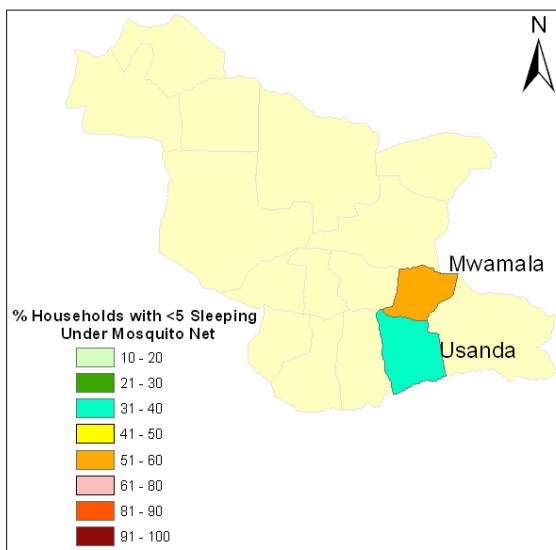 N
Mwamala
Usanda
% Households with <5 Sleeping
Under Mosquito Net
10 - 20
21 - 30
31 - 40
41 - 50
51 - 60
61 - 80
81 - 90
91 - 100